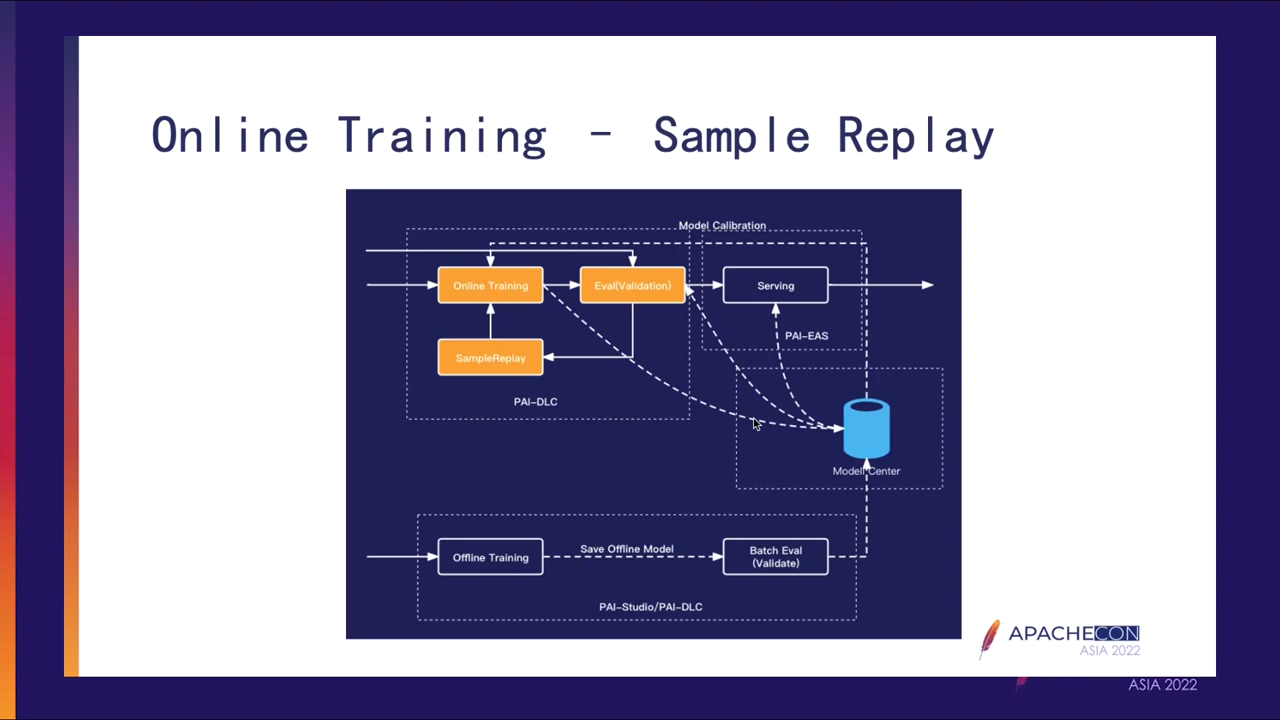 Online Training - Sample Replay
Model Calibration
Online Training
Eval(Validation)
Serving
SampleReplay
PAI-EAS
PAI-DLC
Model Center
Offline Training
Save Offline Model
Batch Eval
(Validate)
PAI-Studio/PAI-DLC
APACHECON
ASIA 2022
ASIA 2022